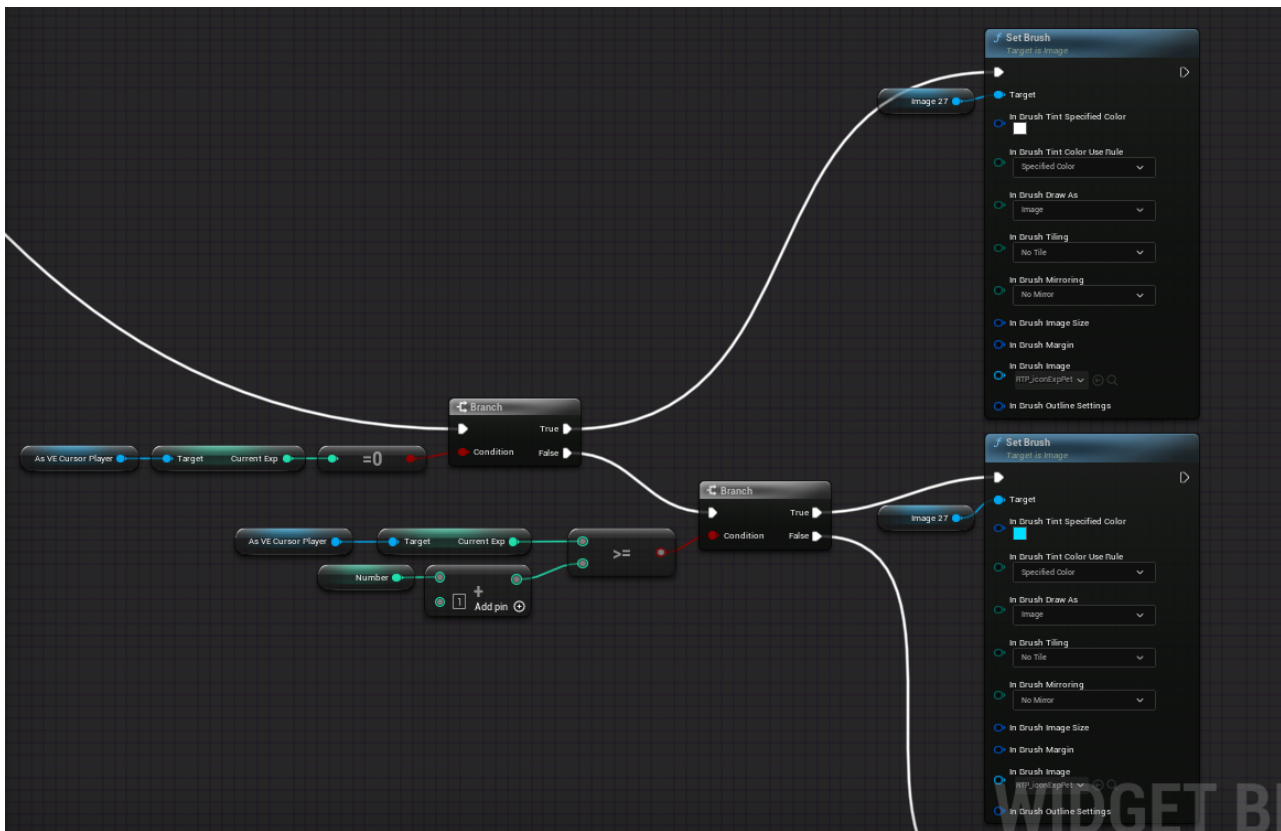 Set Brush
Target is Image
Image 27
Target
In Brush Tint Specified Color
In Brush Tint Color Use Rule
Specified Color
In Brush Draw As
Image
In Brush Tiling
No Tile
In Brush Mirroring
No Mirror
In Brush Image Size
In Brush Margin
In Brush Image
RTP_iconExpPet
In Brush Outline Settings
Branch
True
Condition
False
As VE Cursor Player
Target
Current Exp
=0
Branch
True
Condition
False
As VE Cursor Player
Target
Current Exp
>=
Number
+
1
Add pin
Set Brush
Target is Image
Image 27
Target
In Brush Tint Specified Color
In Brush Tint Color Use Rule
Specified Color
In Brush Draw As
Image
In Brush Tiling
No Tile
In Brush Mirroring
No Mirror
In Brush Image Size
In Brush Margin
In Brush Image
RTP_iconExpPet
In Brush Outline Settings
WIDGET B